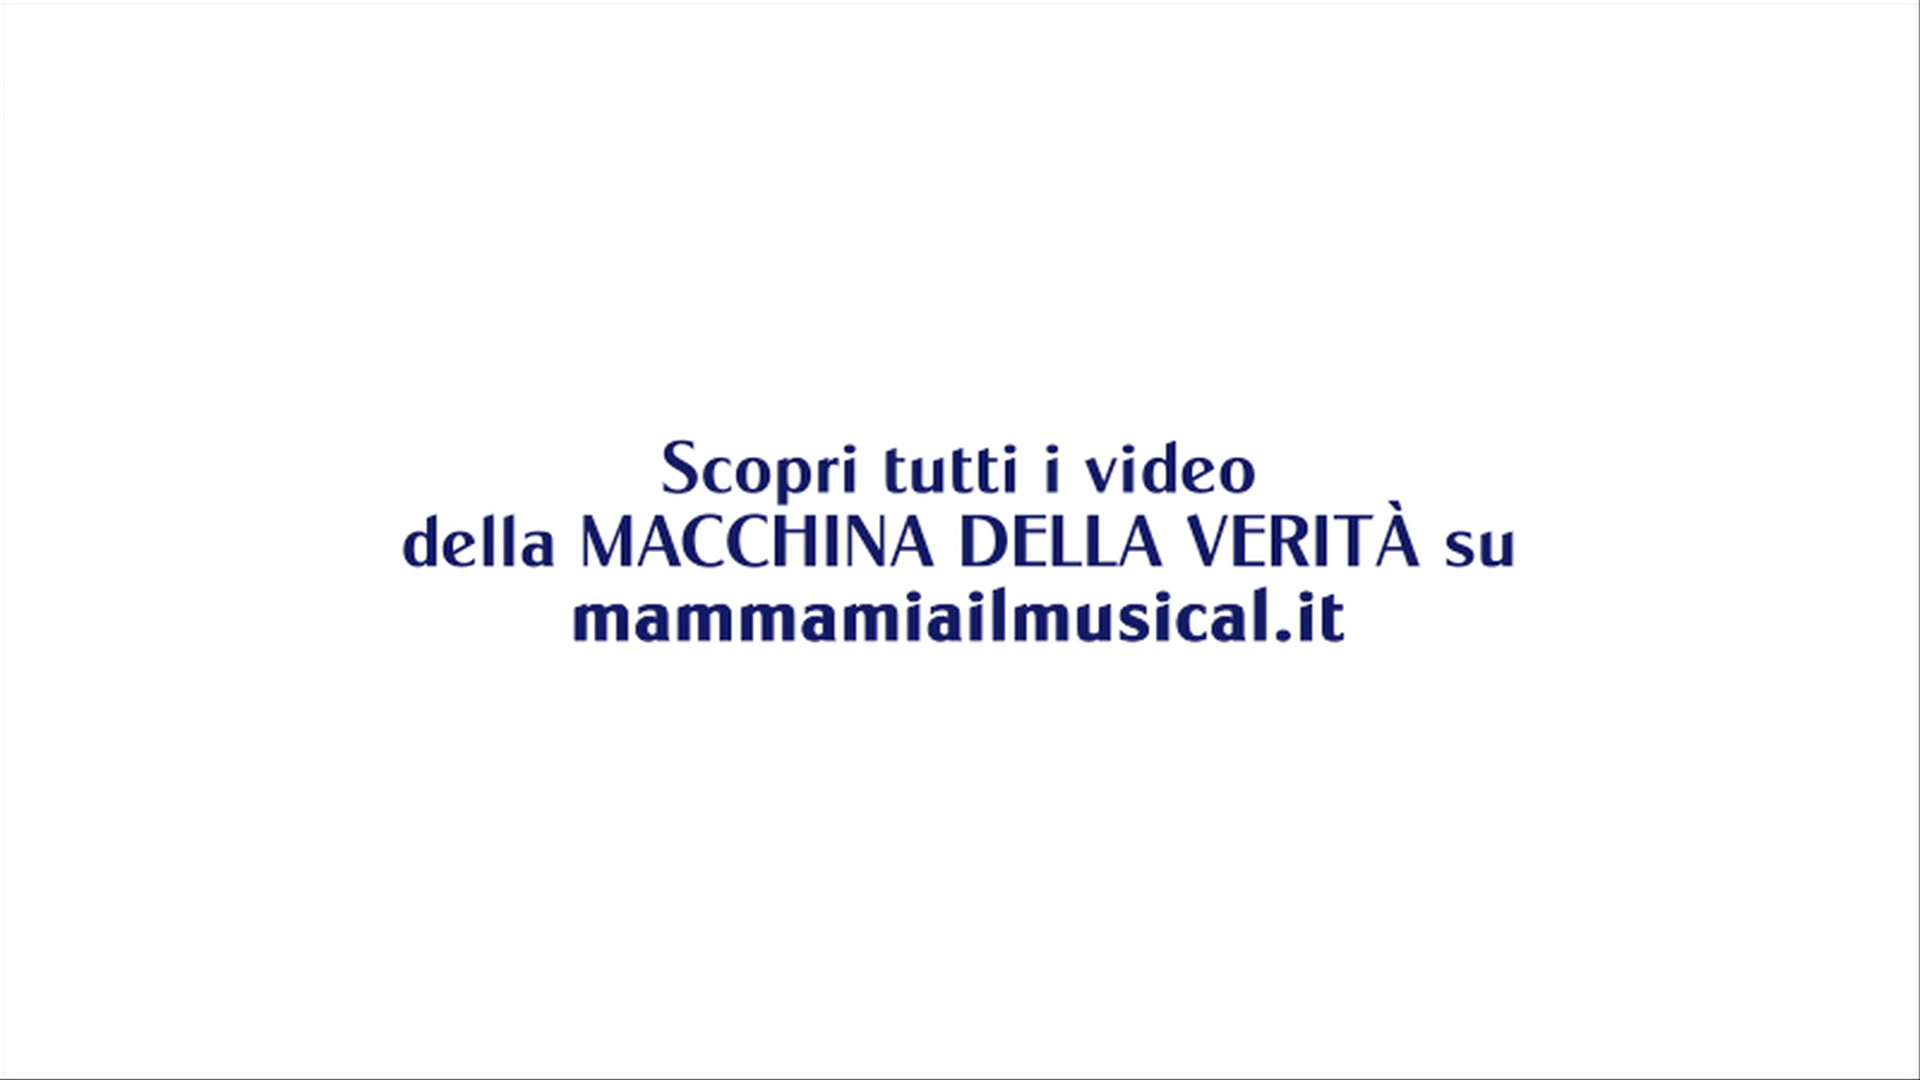 Scopri tutti i video
della MACCHINA DELLA VERITÀ su
mammamiailmusical.it